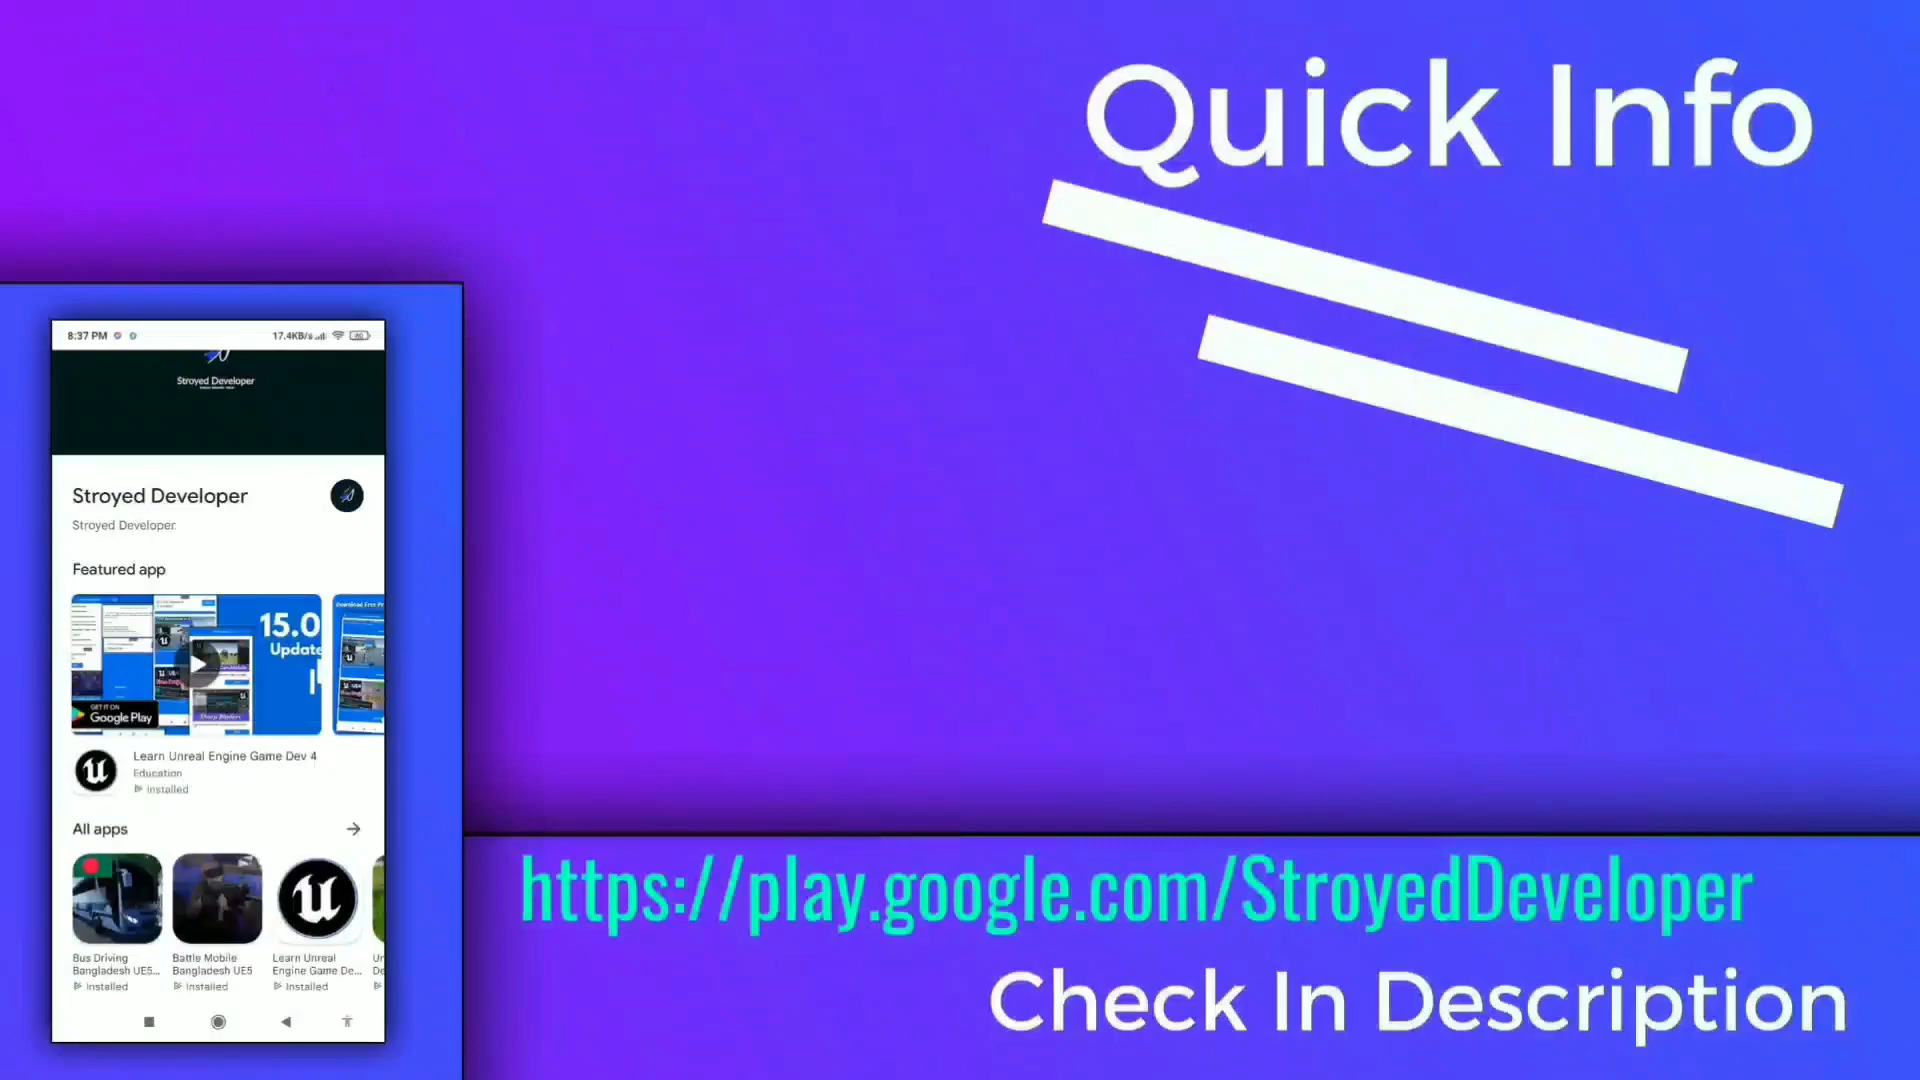 Quick Info
8:37 PM
17.4KB/s
Stroyed Developer
Stroyed Developer
Stroyed Developer.
Featured app
15.0
Update
GET IT ON
Google Play
Learn Unreal Engine Game Dev 4
Education
Installed
All apps
Bus Driving
Bangladesh UE5...
Installed
Battle Mobile
Bangladesh UE5
Installed
Learn Unreal
Engine Game De...
Installed
https://play.google.com/StroyedDeveloper
Check In Description